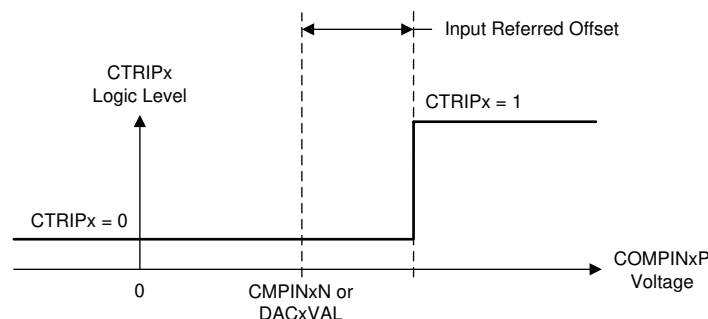 Input Referred Offset
CTRIPx
Logic Level
CTRIPx = 1
CTRIPx = 0
COMPINxP
Voltage
0
CMPINxN or
DACxVAL